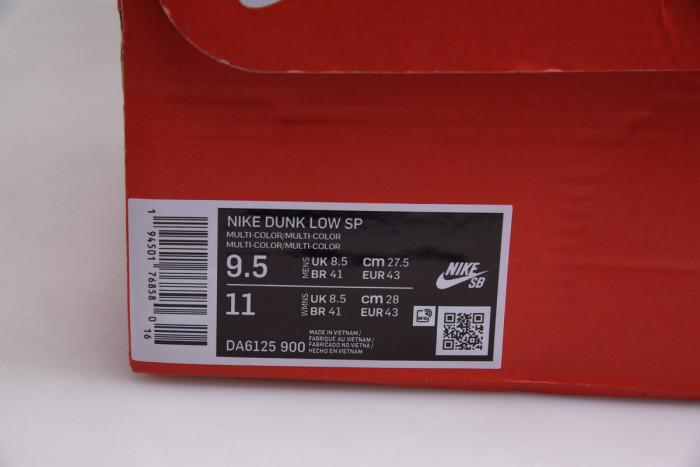 NIKE DUNK LOW SP
MULTI-COLOR/MULTI-COLOR
MULTI-COLOR/MULTI-COLOR
9.5 MENS UK 8.5 cm 27.5
BR 41 EUR 43
11 WMNS UK 8.5 cm 28
BR 41 EUR 43
NIKE
SB
RFID
MADE IN VIETNAM /
FABRIQUE AU VIETNAM /
FABRICADO NO VIETNÃ /
HECHO EN VIETNAM
DA6125 900
1 94501 76858 0 16